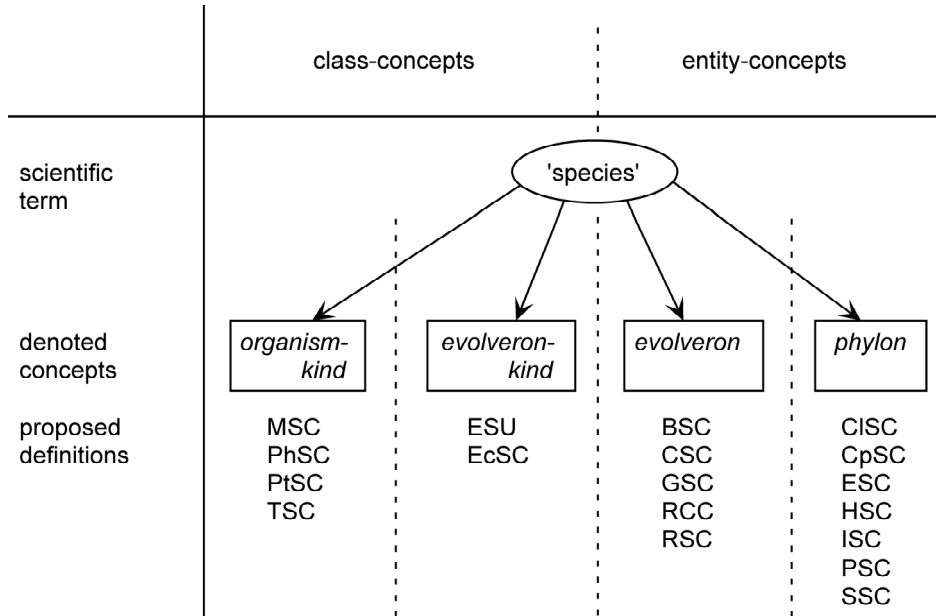 class-concepts entity-concepts
scientific 'species'
term
denoted organism- evolveron- evolveron phylon
concepts kind kind
proposed MSC ESU BSC ClSC
definitions PhSC EcSC CSC CpSC
PtSC GSC ESC
TSC RCC HSC
RSC ISC
PSC
SSC